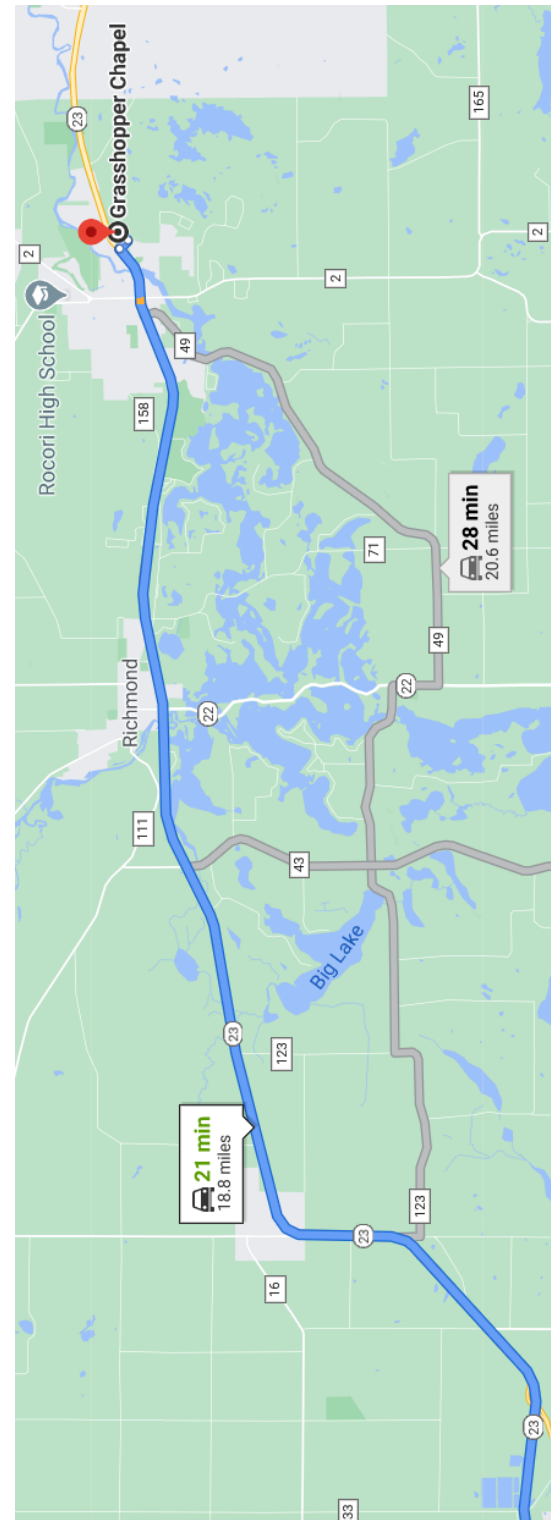 2
Rocori High School
23
Grasshopper Chapel
Richmond
111
158
49
21 min
18.8 miles
22
23
16
123
43
Big Lake
2
33
23
71
22
123
49
28 min
20.6 miles
165
23
2